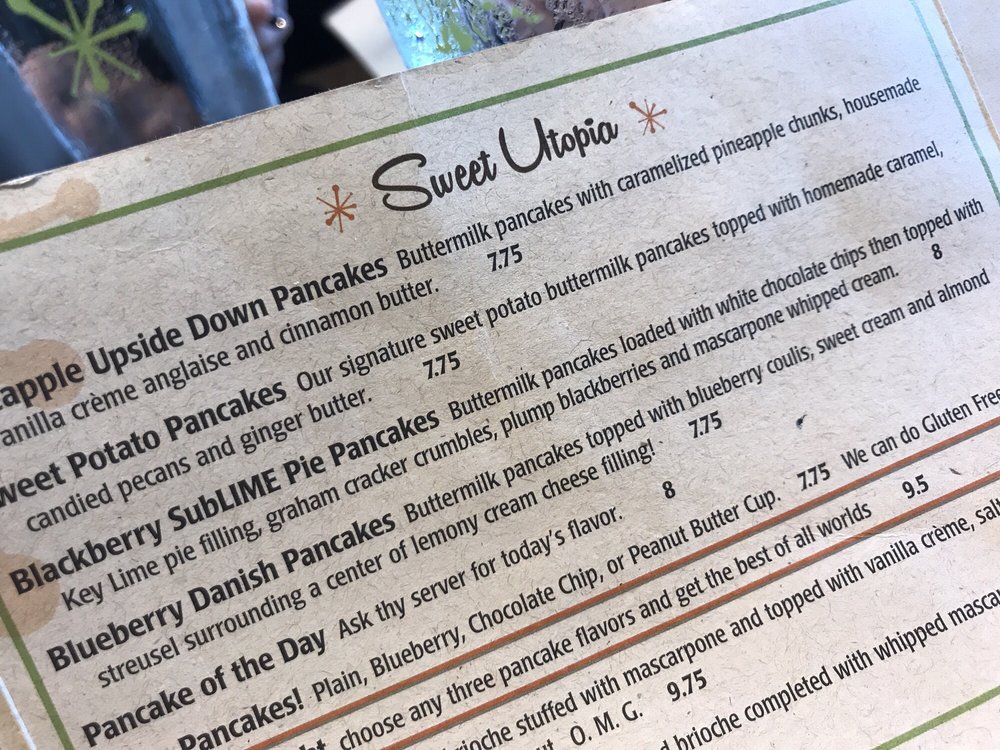 Sweet Utopia
apple Upside Down Pancakes Buttermilk pancakes with caramelized pineapple chunks, housemade
vanilla crème anglaise and cinnamon butter. 7.75
Sweet Potato Pancakes Our signature sweet potato buttermilk pancakes topped with homemade caramel,
candied pecans and ginger butter. 7.75
Blackberry SubLIME Pie Pancakes Buttermilk pancakes loaded with white chocolate chips then topped with
Key Lime pie filling, graham cracker crumbles, plump blackberries and mascarpone whipped cream. 8
Blueberry Danish Pancakes Buttermilk pancakes topped with blueberry coulis, sweet cream and almond
streusel surrounding a center of lemony cream cheese filling! 7.75
Pancake of the Day Ask thy server for today's flavor. 8
Pancakes! Plain, Blueberry, Chocolate Chip, or Peanut Butter Cup. 7.75 We can do Gluten Free
choose any three pancake flavors and get the best of all worlds 9.5
brioche stuffed with mascarpone and topped with vanilla crème,
O. M. G. 9.75
brioche completed with whipped